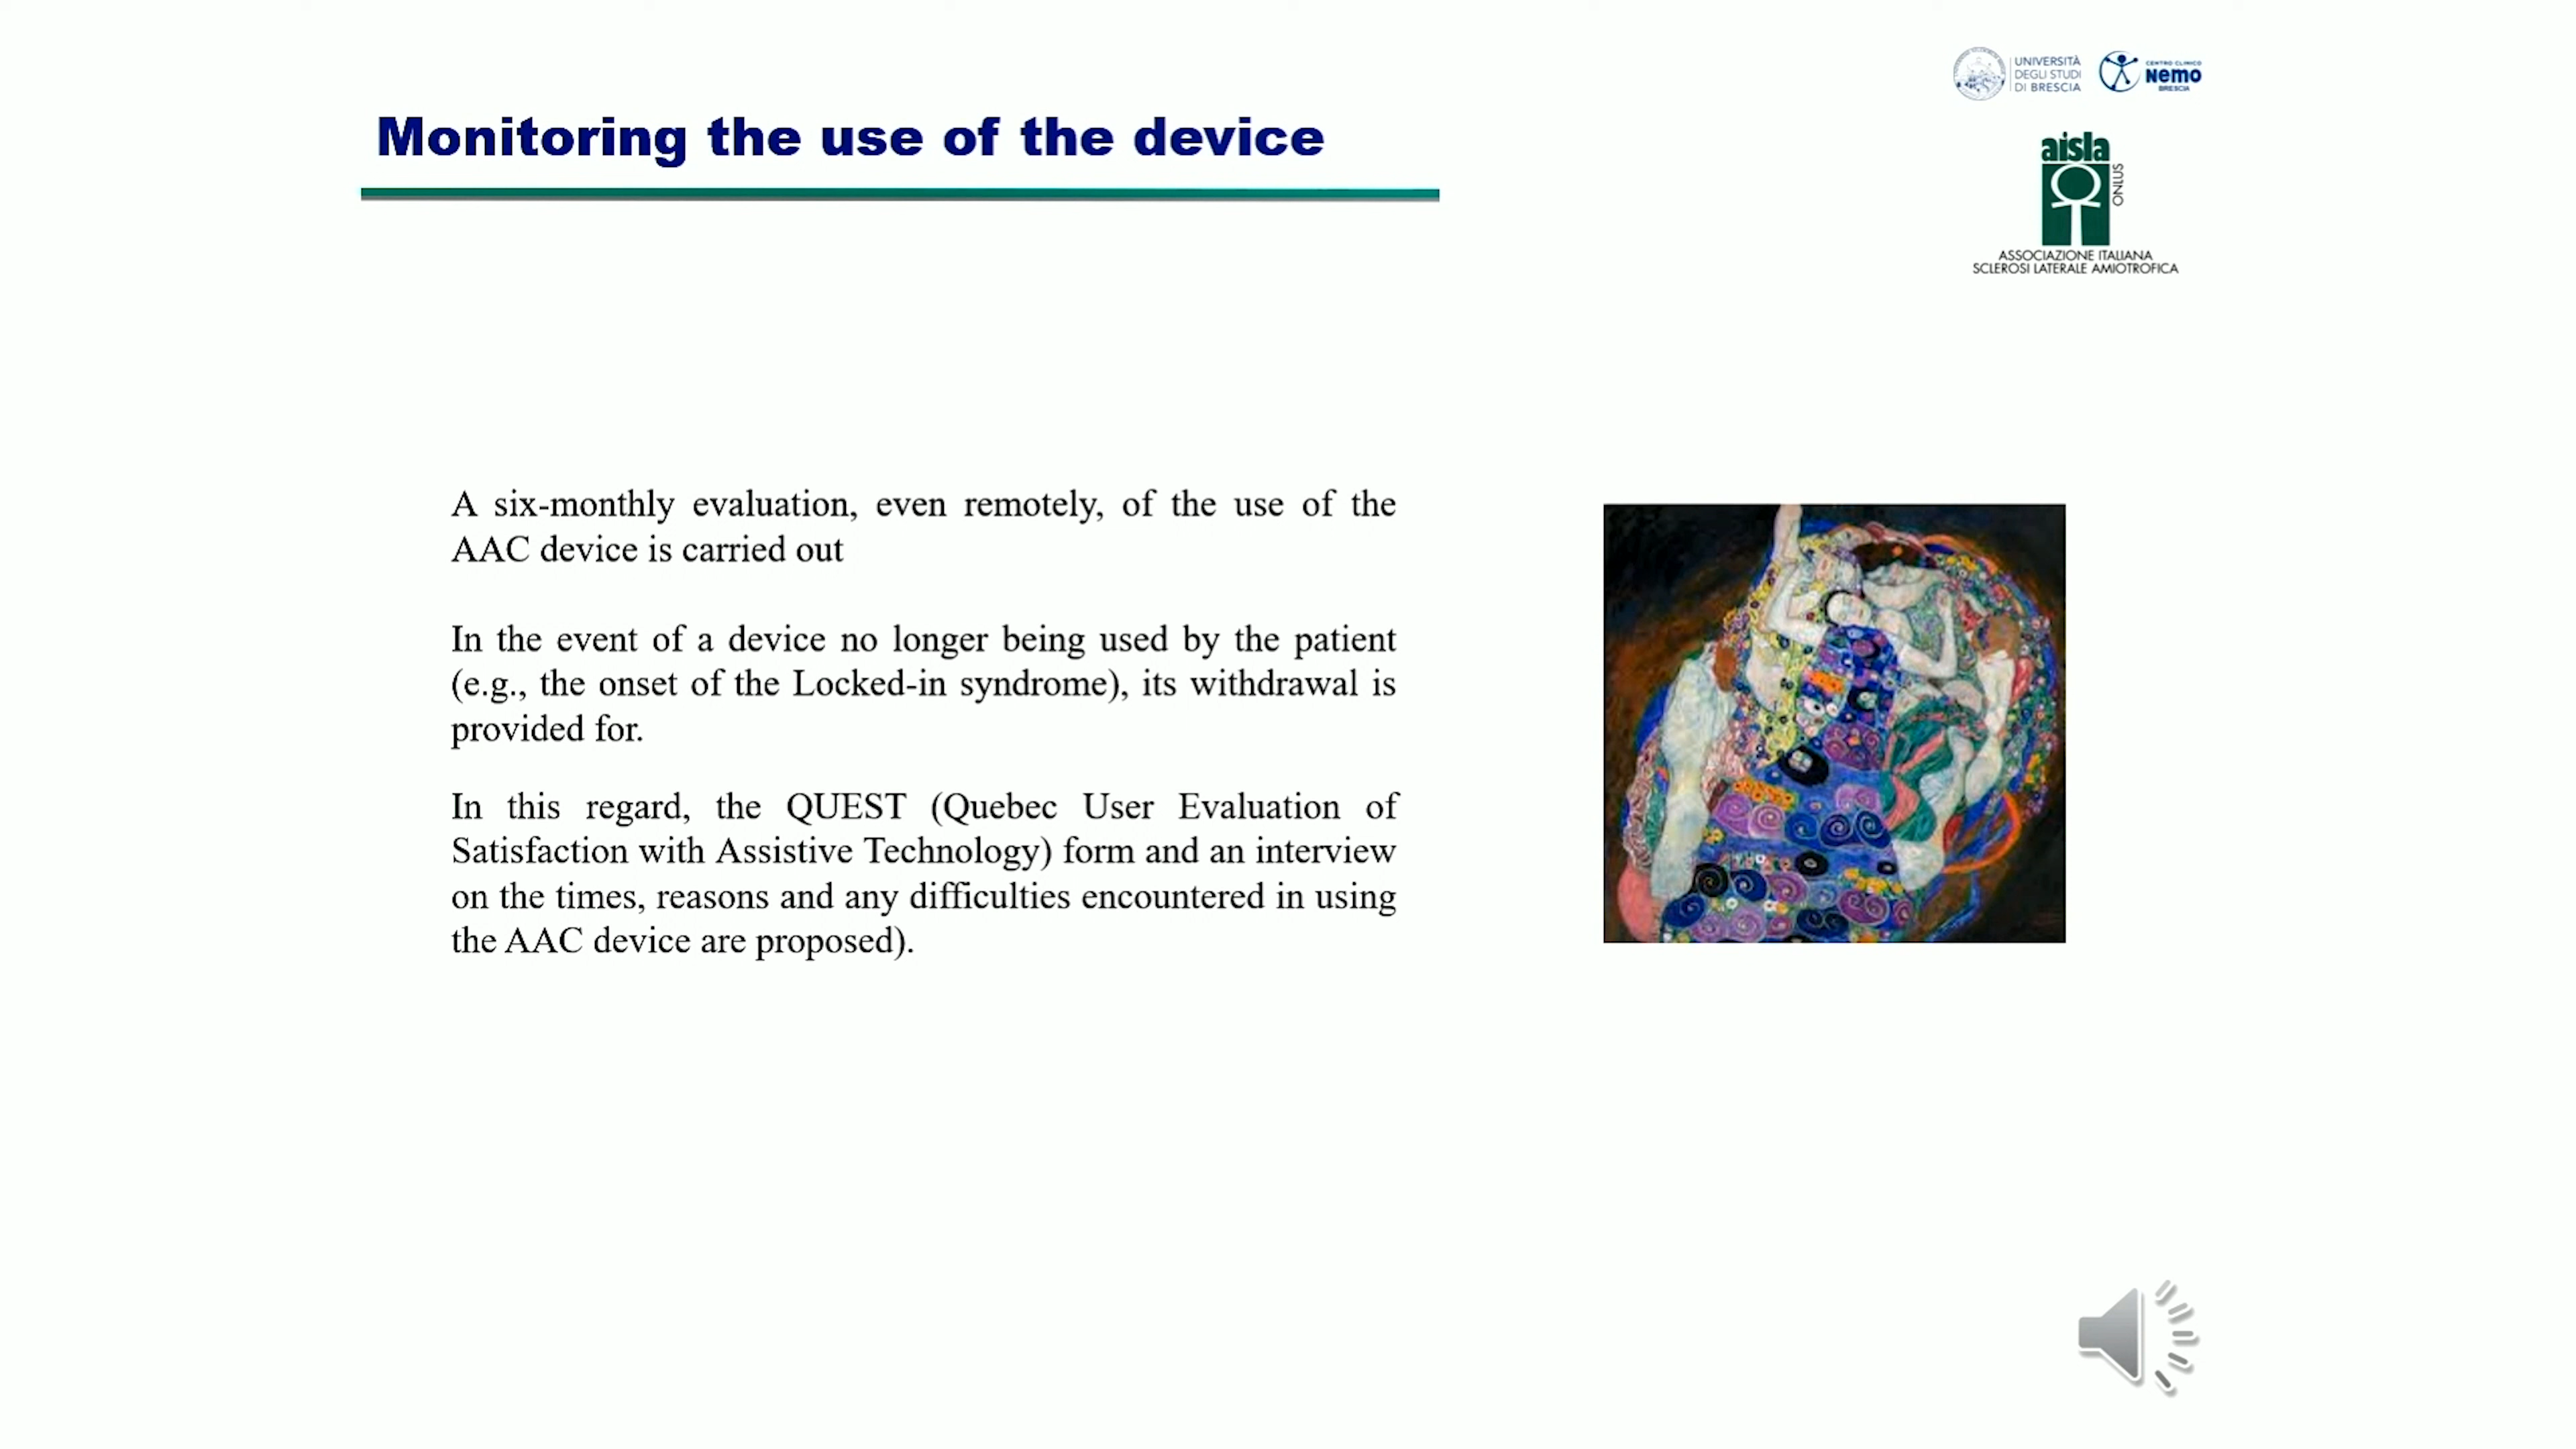 UNIVERSITÀ
DEGLI STUDI
DI BRESCIA
CENTRO CLINICO
Nemo
BRESCIA
Monitoring the use of the device
aisla
ONLUS
ASSOCIAZIONE ITALIANA
SCLEROSI LATERALE AMIOTROFICA
A six-monthly evaluation, even remotely, of the use of the
AAC device is carried out
In the event of a device no longer being used by the patient
(e.g., the onset of the Locked-in syndrome), its withdrawal is
provided for.
In this regard, the QUEST (Quebec User Evaluation of
Satisfaction with Assistive Technology) form and an interview
on the times, reasons and any difficulties encountered in using
the AAC device are proposed).